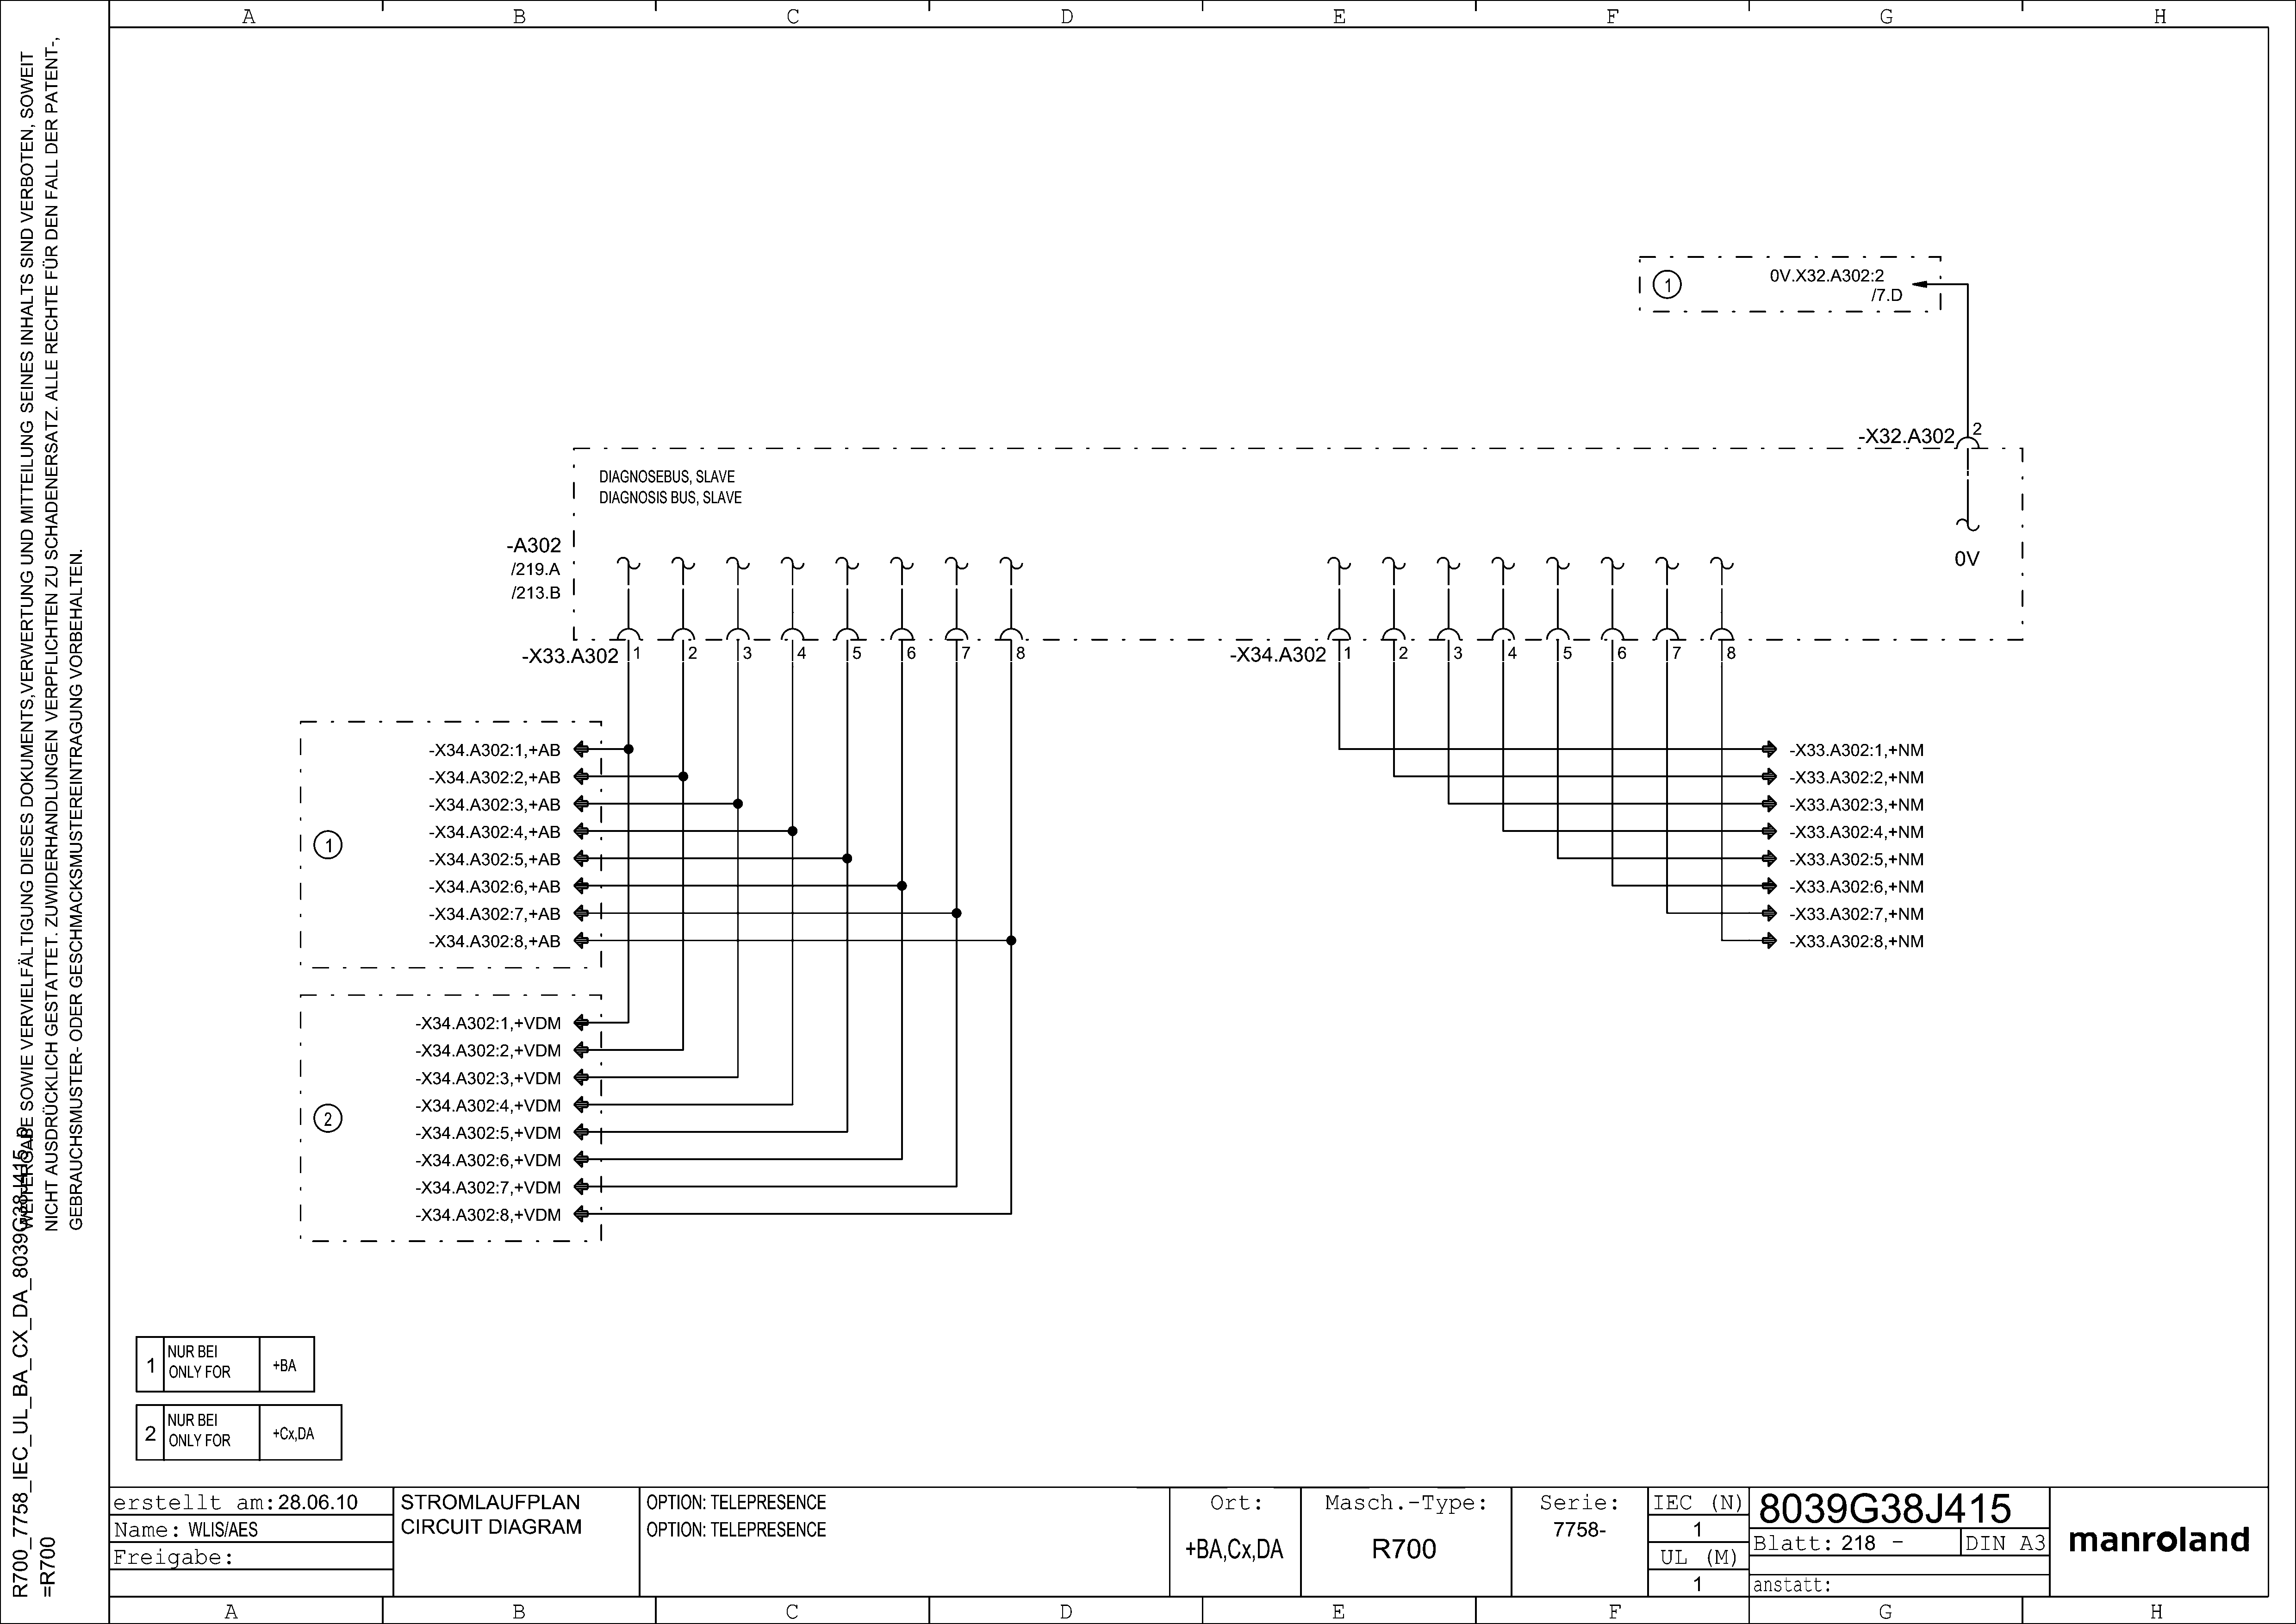 A B C D E F G H
WEITERGABE SOWIE VERVIELFÄLTIGUNG DIESES DOKUMENTS,VERWERTUNG UND MITTEILUNG SEINES INHALTS SIND VERBOTEN, SOWEIT
NICHT AUSDRÜCKLICH GESTATTET. ZUWIDERHANDLUNGEN VERPFLICHTEN ZU SCHADENERSATZ. ALLE RECHTE FÜR DEN FALL DER PATENT-,
GEBRAUCHSMUSTER- ODER GESCHMACKSMUSTEREINTRAGUNG VORBEHALTEN.
1
0V.X32.A302:2
/7.D
-X32.A302 2
DIAGNOSEBUS, SLAVE
DIAGNOSIS BUS, SLAVE
-A302
/219.A
/213.B
0V
-X33.A302 1 2 3 4 5 6 7 8
-X34.A302 1 2 3 4 5 6 7 8
1
-X34.A302:1,+AB
-X34.A302:2,+AB
-X34.A302:3,+AB
-X34.A302:4,+AB
-X34.A302:5,+AB
-X34.A302:6,+AB
-X34.A302:7,+AB
-X34.A302:8,+AB
-X33.A302:1,+NM
-X33.A302:2,+NM
-X33.A302:3,+NM
-X33.A302:4,+NM
-X33.A302:5,+NM
-X33.A302:6,+NM
-X33.A302:7,+NM
-X33.A302:8,+NM
2
-X34.A302:1,+VDM
-X34.A302:2,+VDM
-X34.A302:3,+VDM
-X34.A302:4,+VDM
-X34.A302:5,+VDM
-X34.A302:6,+VDM
-X34.A302:7,+VDM
-X34.A302:8,+VDM
1 NUR BEI
ONLY FOR +BA
2 NUR BEI
ONLY FOR +Cx,DA
R700_7758_IEC_UL_BA_CX_DA_8039G38J415.p
=R700
erstellt am: 28.06.10
Name: WLIS/AES
Freigabe:
STROMLAUFPLAN
CIRCUIT DIAGRAM
OPTION: TELEPRESENCE
OPTION: TELEPRESENCE
Ort:
+BA,Cx,DA
Masch.-Type:
R700
Serie:
7758-
IEC (N)
1
UL (M)
1
8039G38J415
Blatt: 218 -
DIN A3
anstatt:
manroland
A B C D E F G H